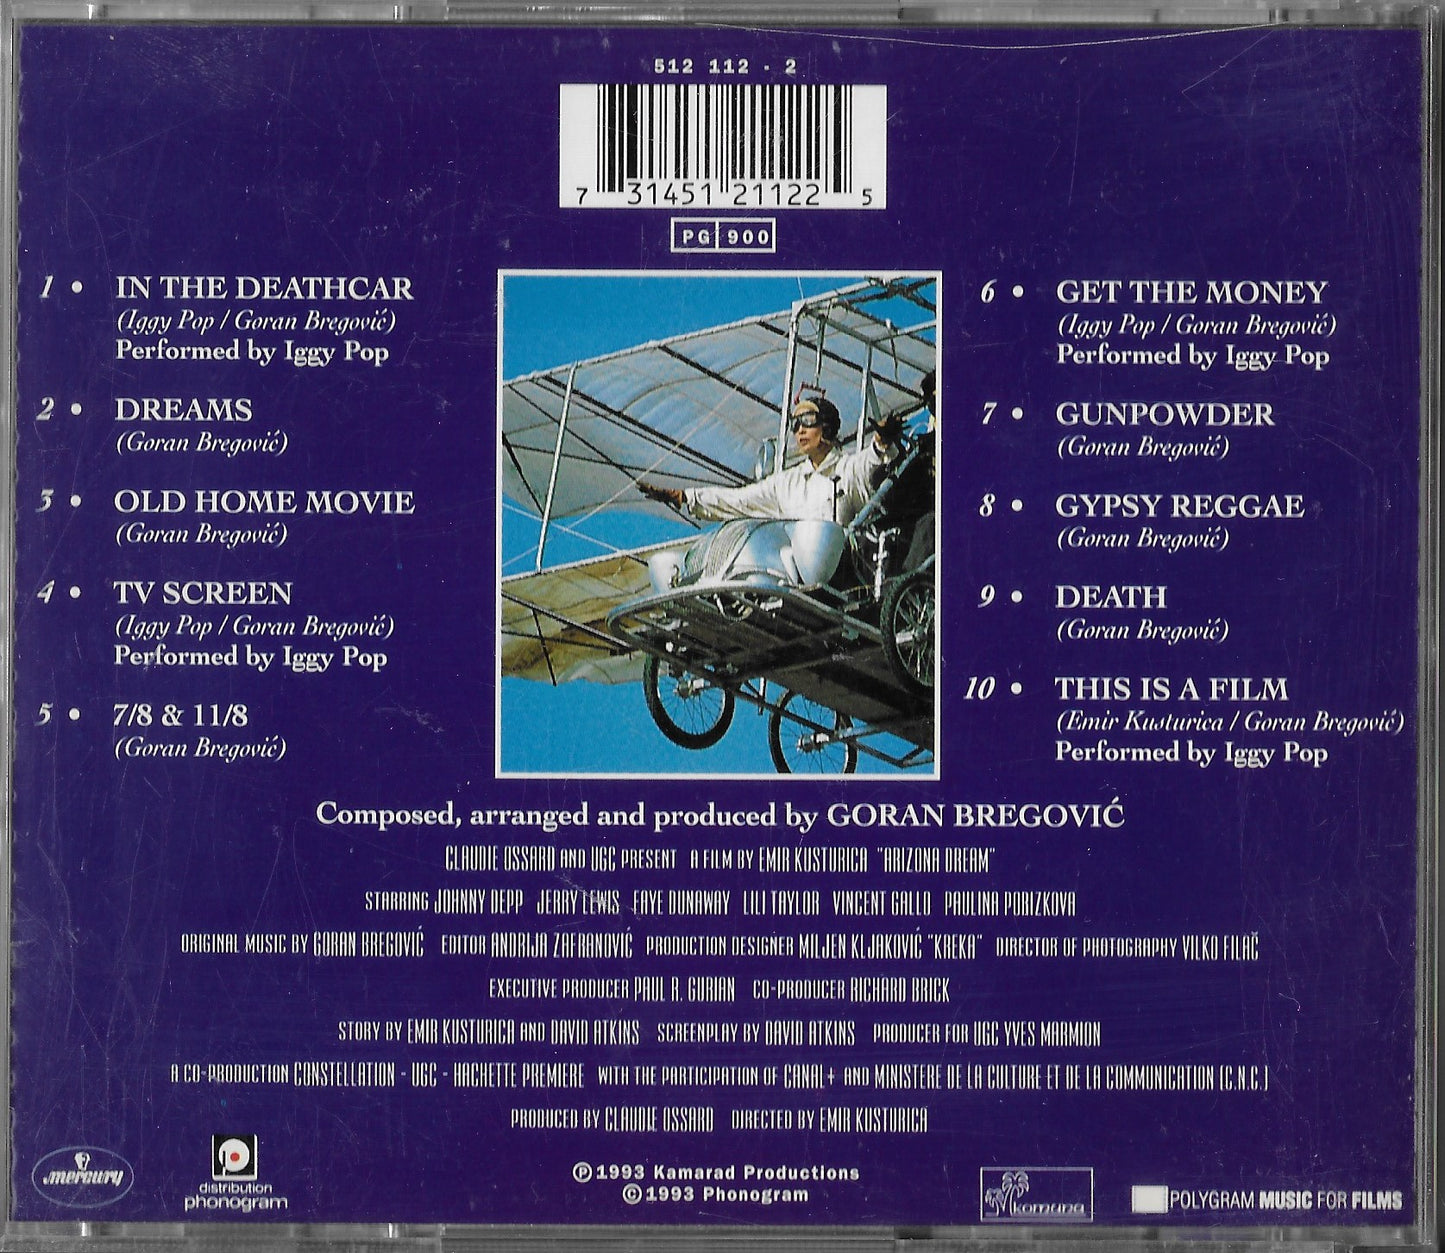 512 112 - 2
7 31451 21122 5
PG 900
1 • IN THE DEATHCAR
(Iggy Pop / Goran Bregović)
Performed by Iggy Pop
2 • DREAMS
(Goran Bregović)
3 • OLD HOME MOVIE
(Goran Bregović)
4 • TV SCREEN
(Iggy Pop / Goran Bregović)
Performed by Iggy Pop
5 • 7/8 & 11/8
(Goran Bregović)
6 • GET THE MONEY
(Iggy Pop / Goran Bregović)
Performed by Iggy Pop
7 • GUNPOWDER
(Goran Bregović)
8 • GYPSY REGGAE
(Goran Bregović)
9 • DEATH
(Goran Bregović)
10 • THIS IS A FILM
(Emir Kusturica / Goran Bregović)
Performed by Iggy Pop
Composed, arranged and produced by GORAN BREGOVIĆ
CLAUDIE OSSARD AND UGC PRESENT A FILM BY EMIR KUSTURICA "ARIZONA DREAM"
STARRING JOHNNY DEPP JERRY LEWIS FAYE DUNAWAY LILI TAYLOR VINCENT GALLO PAULINA PORIZKOVA
ORIGINAL MUSIC BY GORAN BREGOVIĆ EDITOR ANDRIJA ZAFRANOVIĆ PRODUCTION DESIGNER MILJEN KLJAKOVIĆ "KREKA" DIRECTOR OF PHOTOGRAPHY VILKO FILAČ
EXECUTIVE PRODUCER PAUL R. GURIAN CO-PRODUCER RICHARD BRICK
STORY BY EMIR KUSTURICA AND DAVID ATKINS SCREENPLAY BY DAVID ATKINS PRODUCER FOR UGC YVES MARMION
A CO-PRODUCTION CONSTELLATION - UGC - HACHETTE PREMIERE WITH THE PARTICIPATION OF CANAL+ AND MINISTERE DE LA CULTURE ET DE LA COMMUNICATION (C.N.C.)
PRODUCED BY CLAUDIE OSSARD DIRECTED BY EMIR KUSTURICA
mercury
P
distribution
phonogram
℗ 1993 Kamarad Productions
© 1993 Phonogram
komuna
POLYGRAM MUSIC FOR FILMS